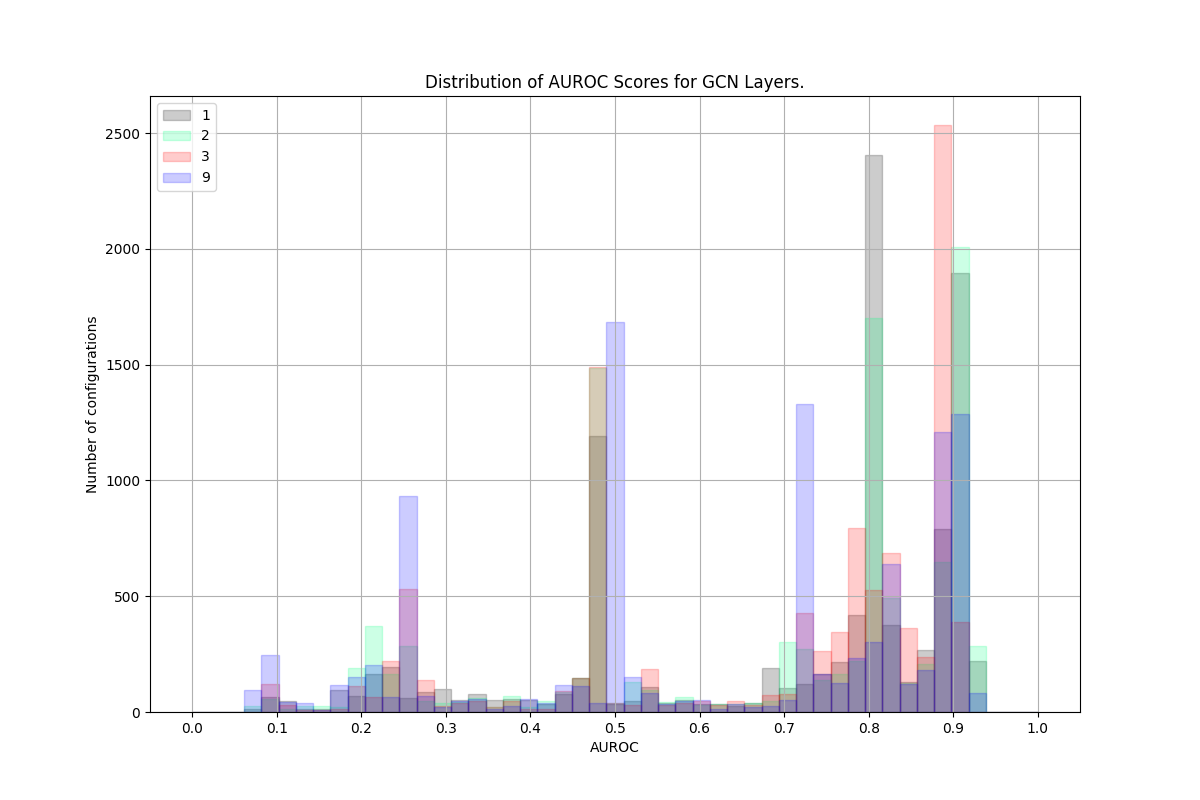 Distribution of AUROC Scores for GCN Layers.
1
2
3
9
2500
2000
1500
1000
500
0
Number of configurations
0.0 0.1 0.2 0.3 0.4 0.5 0.6 0.7 0.8 0.9 1.0
AUROC